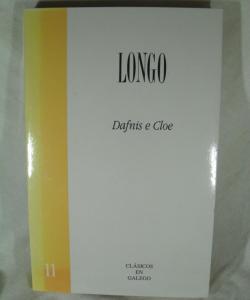 LONGO
Dafnis e Cloe
11
CLÁSICOS
EN
GALEGO